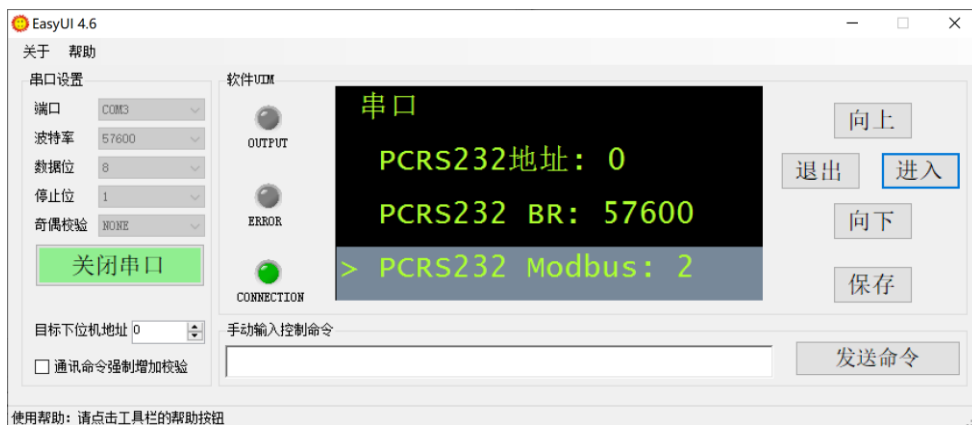 EasyUI 4.6
关于 帮助
串口设置
端口 COM3
波特率 57600
数据位 8
停止位 1
奇偶校验 NONE
关闭串口
目标下位机地址 0
通讯命令强制增加校验
软件UIM
OUTPUT
ERROR
CONNECTION
串口
PCRS232地址: 0
PCRS232 BR: 57600
> PCRS232 Modbus: 2
向上
退出 进入
向下
保存
手动输入控制命令
发送命令
使用帮助: 请点击工具栏的帮助按钮